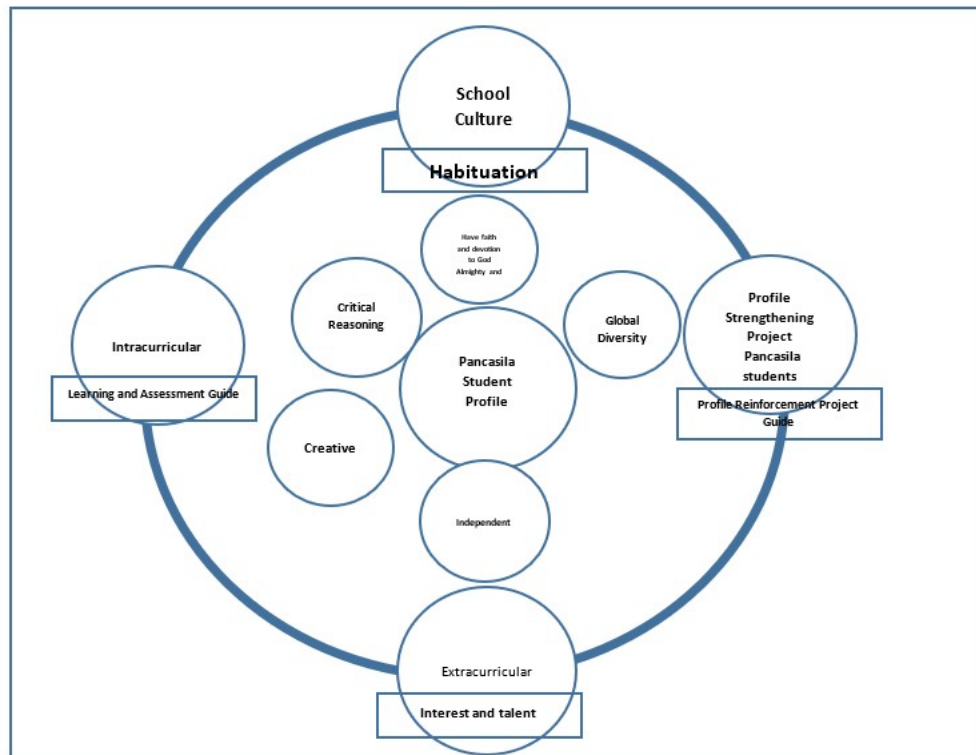 School
Culture
Habituation
Have faith
and devotion
to God
Almighty and
Critical
Reasoning
Global
Diversity
Profile
Strengthening
Project
Pancasila
students
Profile Reinforcement Project
Guide
Intracurricular
Learning and Assessment Guide
Pancasila
Student
Profile
Creative
Independent
Extracurricular
Interest and talent